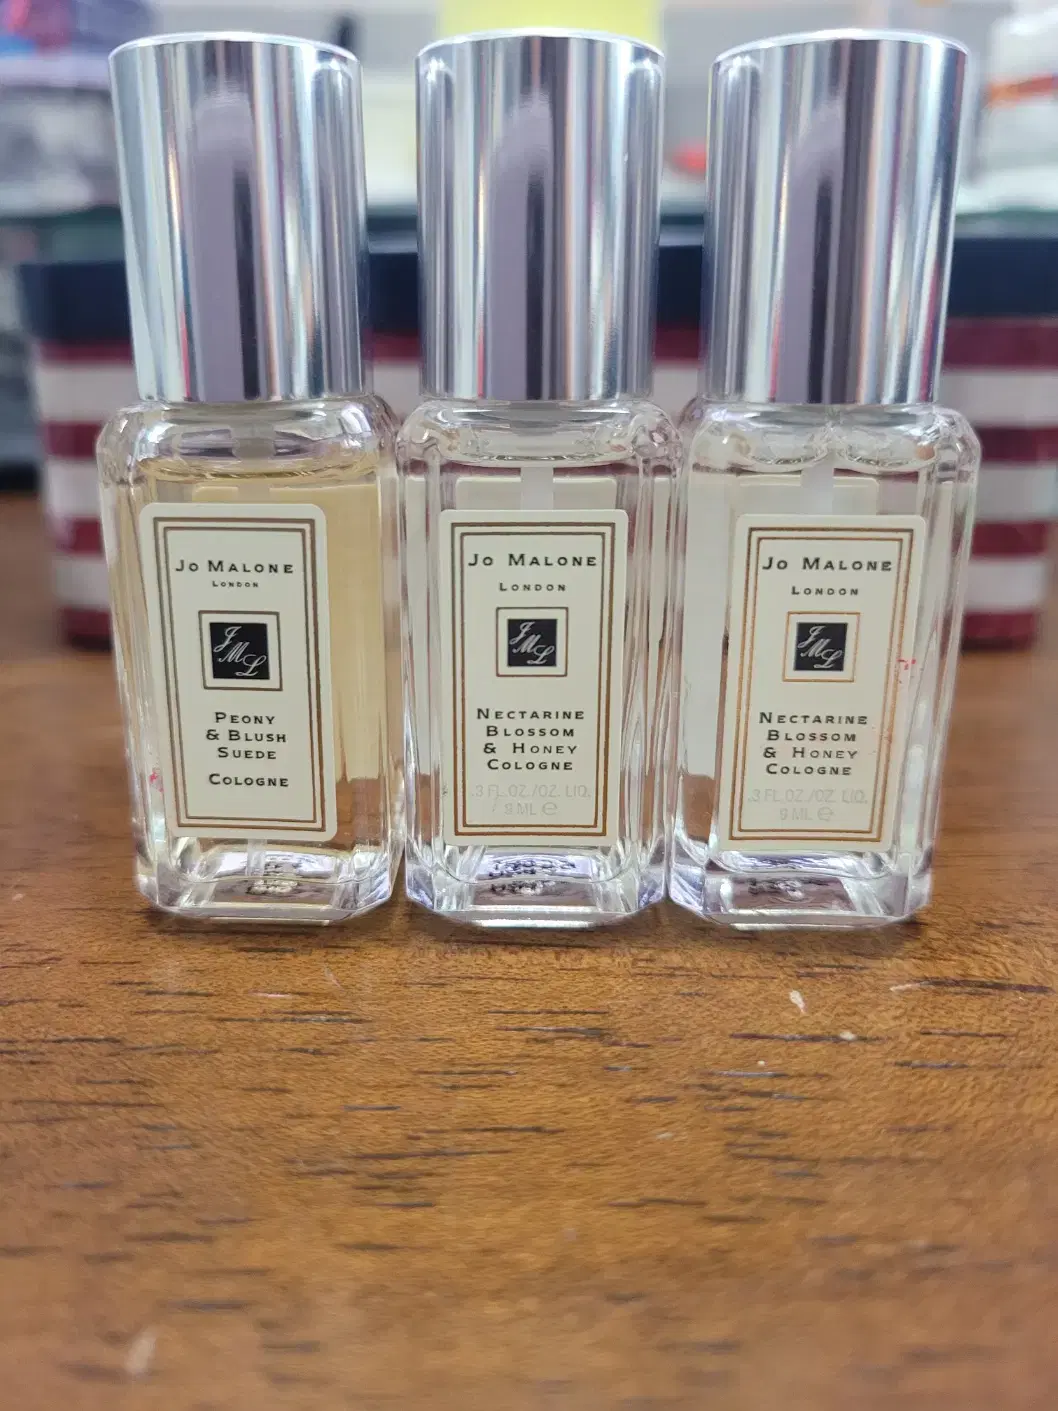 Jo Malone
London
JML
Peony
& Blush
Suede
Cologne
Jo Malone
London
JML
Nectarine
Blossom
& Honey
Cologne
.3 FL.OZ./OZ. LIQ.
9 ML ℮
Jo Malone
London
JML
Nectarine
Blossom
& Honey
Cologne
.3 FL.OZ./OZ. LIQ.
9 ML ℮